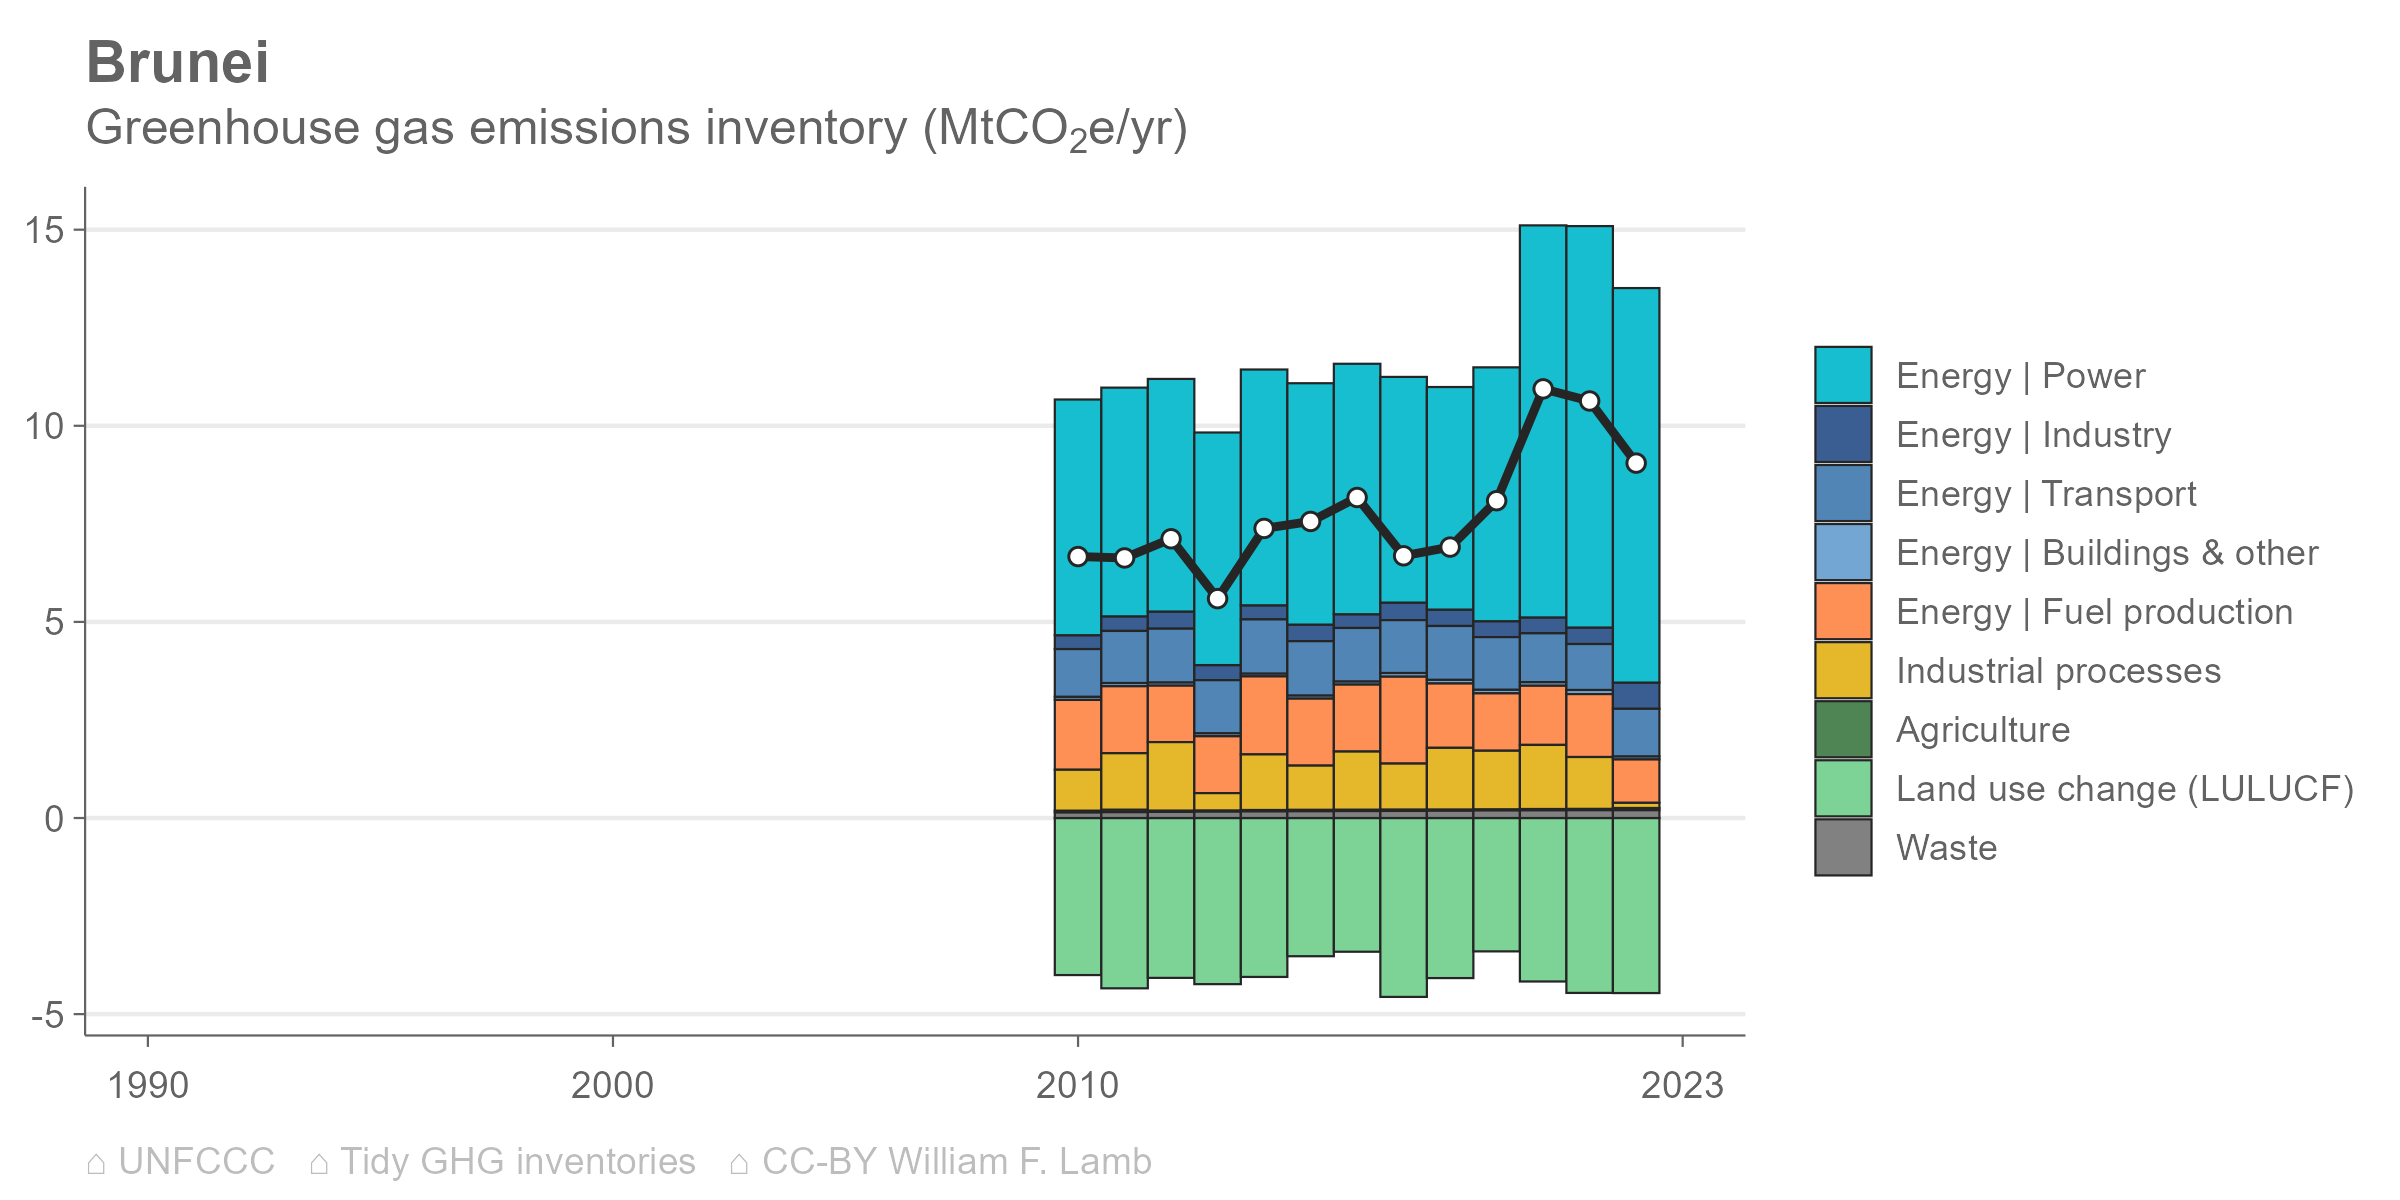 Brunei
Greenhouse gas emissions inventory (MtCO₂e/yr)
15
10
5
0
-5
1990 2000 2010 2023
Energy | Power
Energy | Industry
Energy | Transport
Energy | Buildings & other
Energy | Fuel production
Industrial processes
Agriculture
Land use change (LULUCF)
Waste
⌂ UNFCCC ⌂ Tidy GHG inventories ⌂ CC-BY William F. Lamb